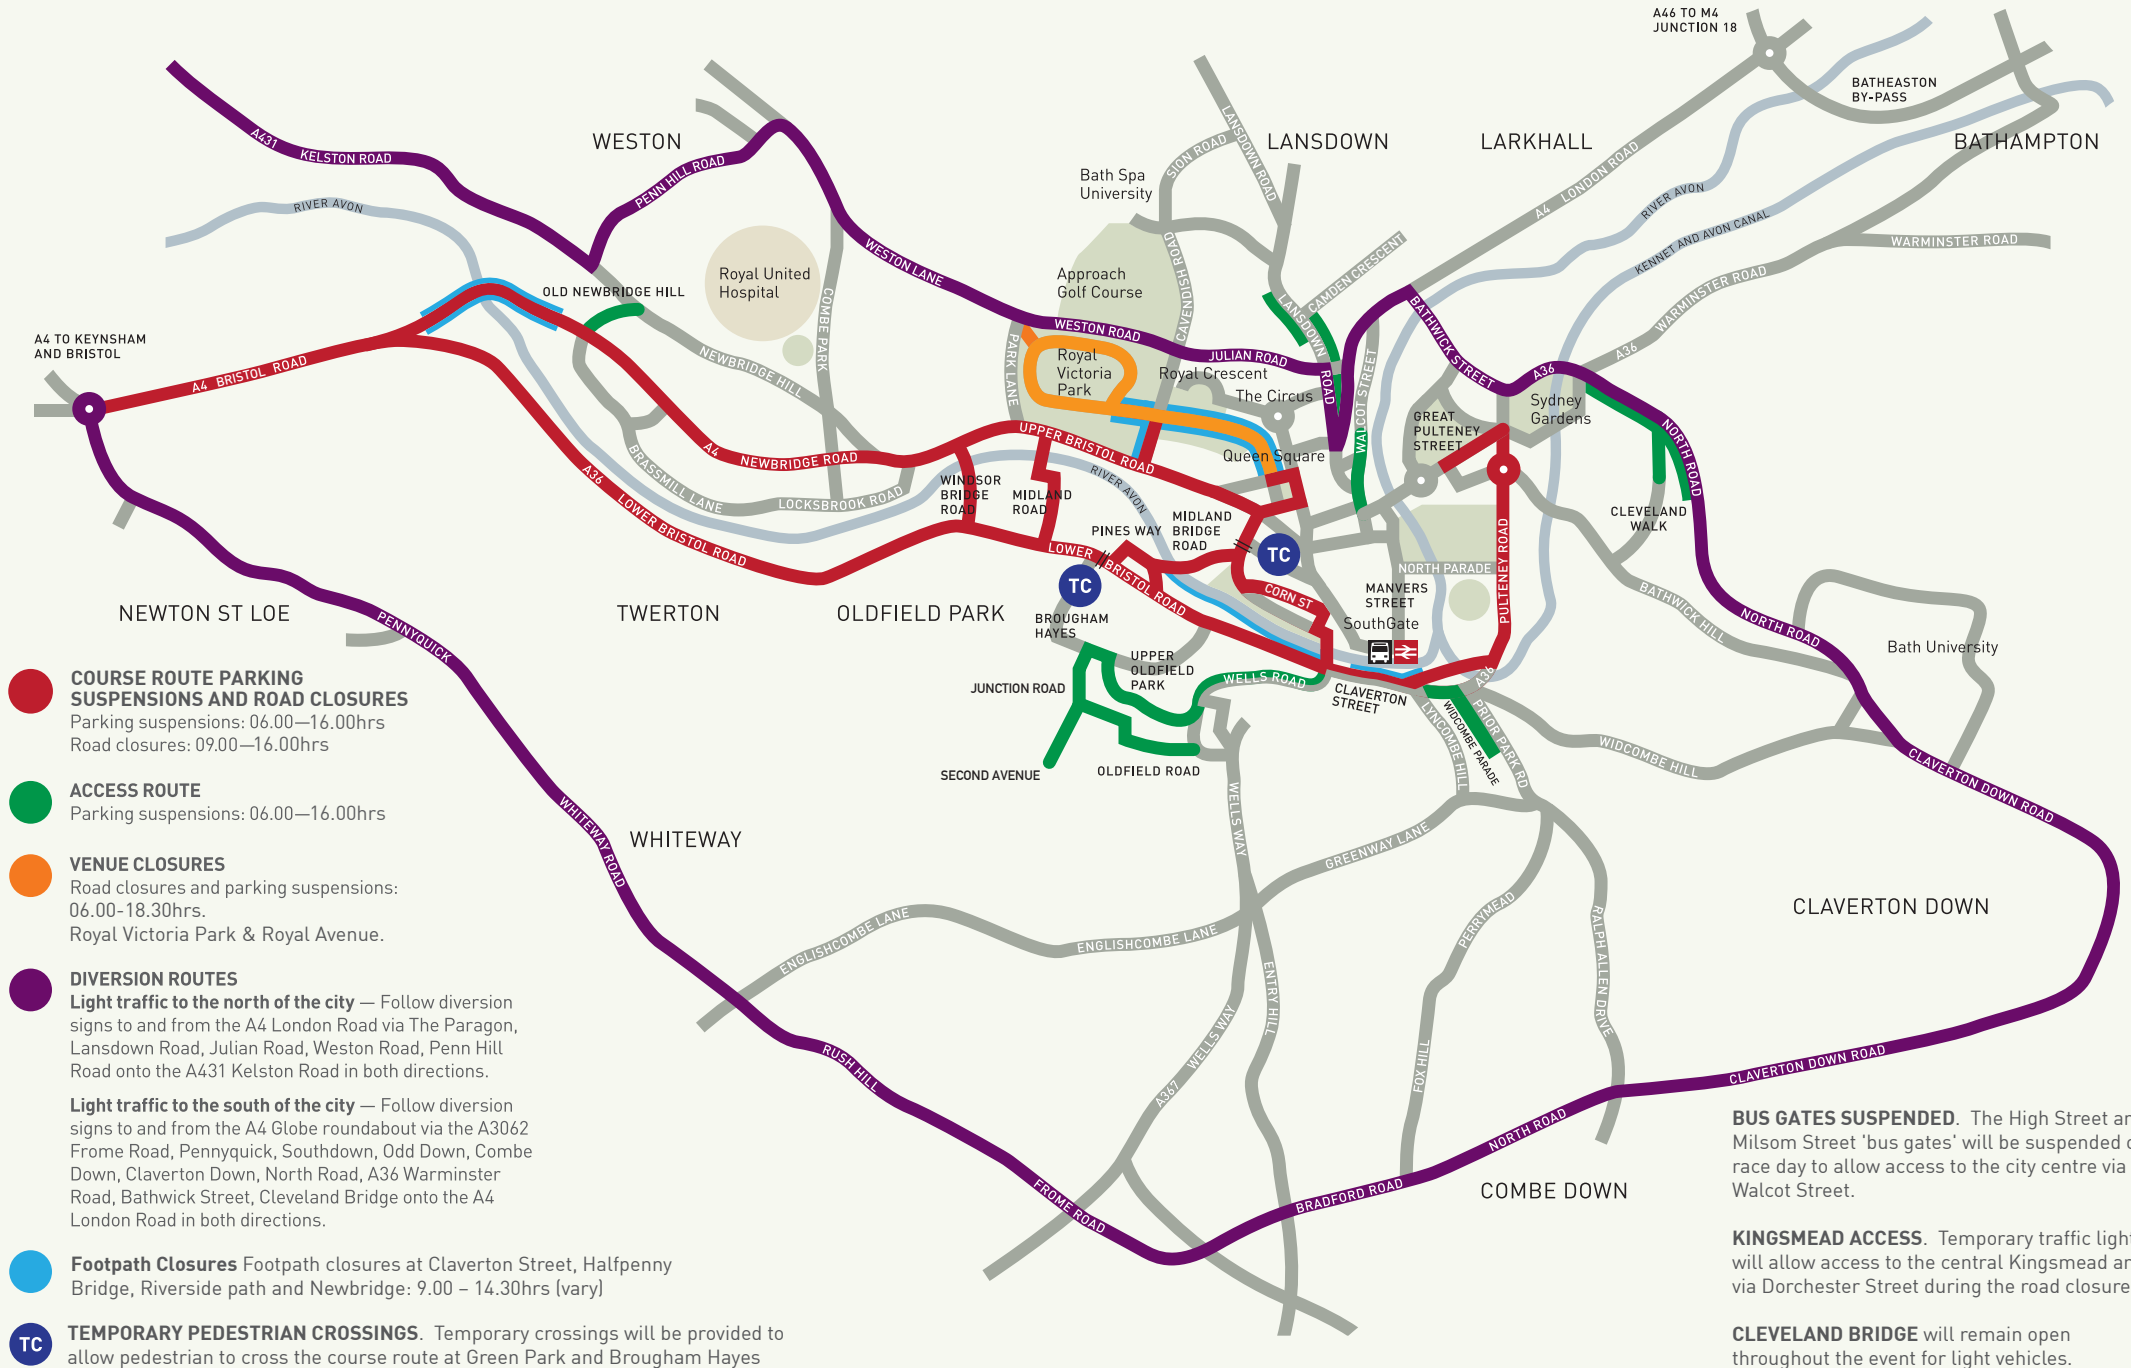 A46 TO M4
JUNCTION 18
BATHEASTON
BY-PASS
WESTON
LANSDOWN
LARKHALL
BATHAMPTON
A431
KELSTON ROAD
PENN HILL ROAD
LANSDOWN ROAD
SION ROAD
A4 LONDON ROAD
Bath Spa
University
RIVER AVON
RIVER AVON
KENNET AND AVON CANAL
WARMINSTER ROAD
WARMINSTER ROAD
WESTON LANE
Royal United
Hospital
Approach
Golf Course
CAVENDISH ROAD
CAMDEN CRESCENT
LANSDOWN
ROAD
OLD NEWBRIDGE HILL
COMBE PARK
A4 TO KEYNSHAM
AND BRISTOL
A4 BRISTOL ROAD
NEWBRIDGE HILL
PARK LANE
WESTON ROAD
JULIAN ROAD
Royal
Victoria
Park
Royal Crescent
The Circus
WALCOT STREET
BATHWICK STREET
A36
A36
Sydney
Gardens
GREAT
PULTENEY
STREET
NORTH ROAD
CLEVELAND
WALK
UPPER BRISTOL ROAD
Queen Square
A4
NEWBRIDGE ROAD
BRASSMILL LANE
LOCKSBROOK ROAD
A36
LOWER BRISTOL ROAD
WINDSOR
BRIDGE
ROAD
MIDLAND
ROAD
RIVER AVON
PINES WAY
MIDLAND
BRIDGE
ROAD
LOWER
BRISTOL ROAD
TC
TC
CORN ST
NORTH PARADE
MANVERS
STREET
SouthGate
PULTENEY ROAD
BATHWICK HILL
NORTH ROAD
Bath University
NEWTON ST LOE
TWERTON
OLDFIELD PARK
BROUGHAM
HAYES
UPPER
OLDFIELD
PARK
JUNCTION ROAD
WELLS ROAD
CLAVERTON
STREET
A36
LYNCOMBE HILL
WIDCOMBE PARADE
PRIOR PARK RD
WIDCOMBE HILL
CLAVERTON DOWN ROAD
SECOND AVENUE
OLDFIELD ROAD
PENNYQUICK
WHITEWAY ROAD
WHITEWAY
WELLS WAY
GREENWAY LANE
ENGLISHCOMBE LANE
ENGLISHCOMBE LANE
PERRYMEAD
RALPH ALLEN DRIVE
CLAVERTON DOWN
ENTRY HILL
A367
WELLS WAY
FOX HILL
RUSH HILL
FROME ROAD
BRADFORD ROAD
NORTH ROAD
CLAVERTON DOWN ROAD
COMBE DOWN
COURSE ROUTE PARKING
SUSPENSIONS AND ROAD CLOSURES
Parking suspensions: 06.00—16.00hrs
Road closures: 09.00—16.00hrs
ACCESS ROUTE
Parking suspensions: 06.00—16.00hrs
VENUE CLOSURES
Road closures and parking suspensions:
06.00-18.30hrs.
Royal Victoria Park & Royal Avenue.
DIVERSION ROUTES
Light traffic to the north of the city — Follow diversion
signs to and from the A4 London Road via The Paragon,
Lansdown Road, Julian Road, Weston Road, Penn Hill
Road onto the A431 Kelston Road in both directions.
Light traffic to the south of the city — Follow diversion
signs to and from the A4 Globe roundabout via the A3062
Frome Road, Pennyquick, Southdown, Odd Down, Combe
Down, Claverton Down, North Road, A36 Warminster
Road, Bathwick Street, Cleveland Bridge onto the A4
London Road in both directions.
Footpath Closures Footpath closures at Claverton Street, Halfpenny
Bridge, Riverside path and Newbridge: 9.00 – 14.30hrs (vary)
TC
TEMPORARY PEDESTRIAN CROSSINGS. Temporary crossings will be provided to
allow pedestrian to cross the course route at Green Park and Brougham Hayes
BUS GATES SUSPENDED. The High Street
Milsom Street 'bus gates' will be suspended
race day to allow access to the city centre via
Walcot Street.
KINGSMEAD ACCESS. Temporary traffic light
will allow access to the central Kingsmead
via Dorchester Street during the road closure
CLEVELAND BRIDGE will remain open
throughout the event for light vehicles.